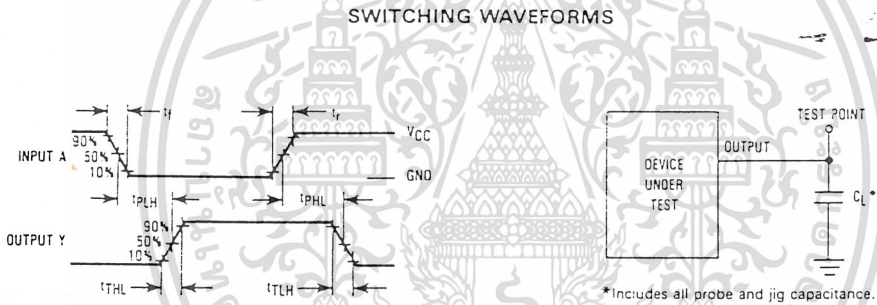 SWITCHING WAVEFORMS
tf
tr
INPUT A
90%
50%
10%
VCC
GND
tPLH
tPHL
OUTPUT Y
90%
50%
10%
tTHL
tTLH
DEVICE
UNDER
TEST
OUTPUT
TEST POINT
CL*
*Includes all probe and jig capacitance.